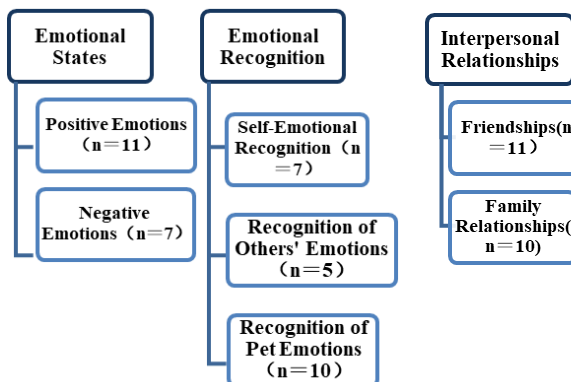 Emotional
States
Positive Emotions
（n＝11）
Negative
Emotions（n＝7）
Emotional
Recognition
Self-Emotional
Recognition（n
＝7）
Recognition of
Others' Emotions
（n＝5）
Recognition of
Pet Emotions
（n＝10）
Interpersonal
Relationships
Friendships(n
＝11）
Family
Relationships(
n＝10)